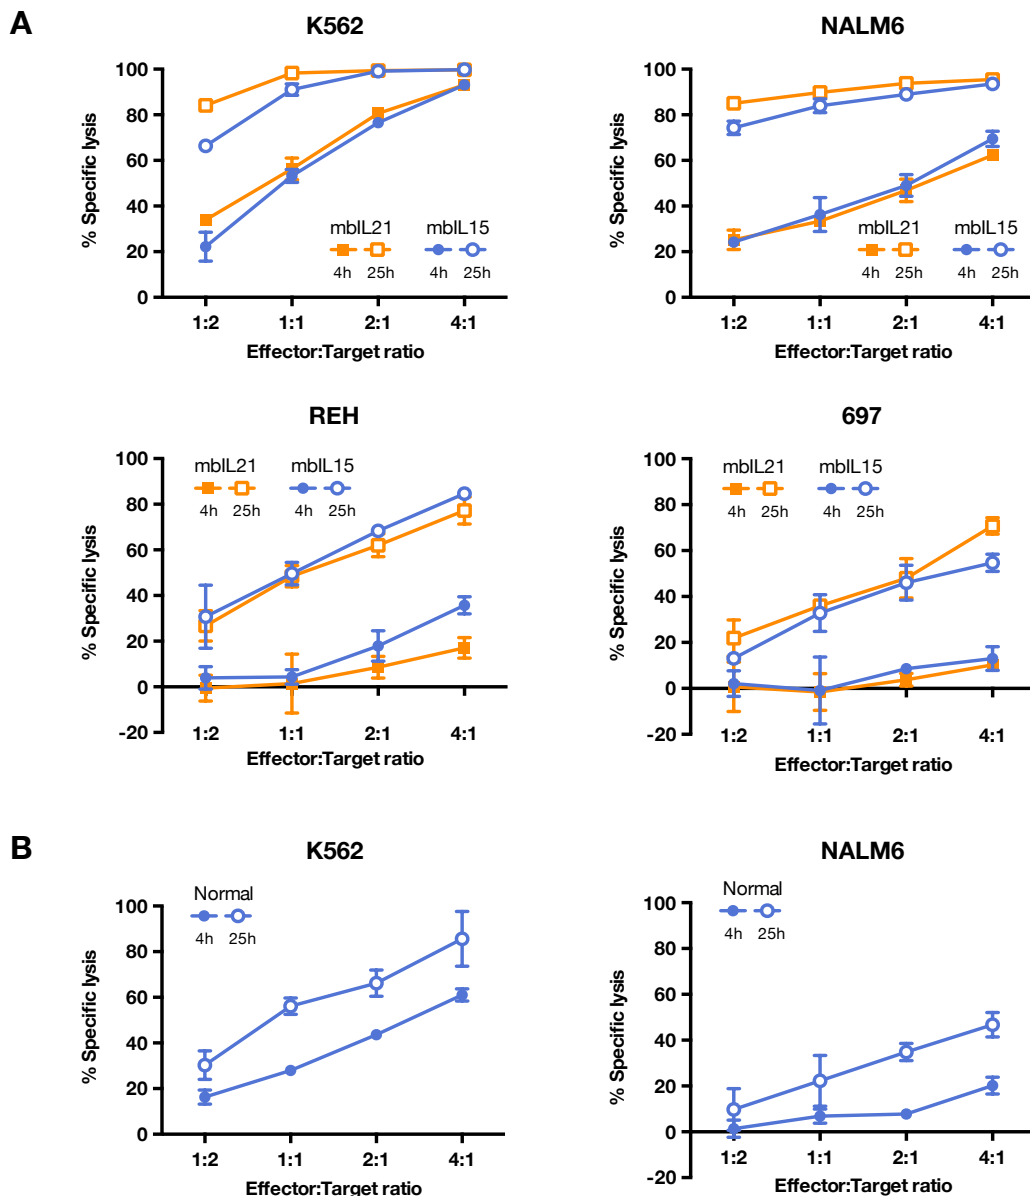 A
K562
NALM6
% Specific lysis
100
80
60
40
20
0
mbIL21 mbIL15
4h 25h 4h 25h
1:2 1:1 2:1 4:1
Effector:Target ratio
% Specific lysis
100
80
60
40
20
0
mbIL21 mbIL15
4h 25h 4h 25h
1:2 1:1 2:1 4:1
Effector:Target ratio
REH
697
% Specific lysis
100
80
60
40
20
0
-20
mbIL21 mbIL15
4h 25h 4h 25h
1:2 1:1 2:1 4:1
Effector:Target ratio
% Specific lysis
100
80
60
40
20
0
-20
mbIL21 mbIL15
4h 25h 4h 25h
1:2 1:1 2:1 4:1
Effector:Target ratio
B
K562
NALM6
% Specific lysis
100
80
60
40
20
0
Normal
4h 25h
1:2 1:1 2:1 4:1
Effector:Target ratio
% Specific lysis
100
80
60
40
20
0
-20
Normal
4h 25h
1:2 1:1 2:1 4:1
Effector:Target ratio